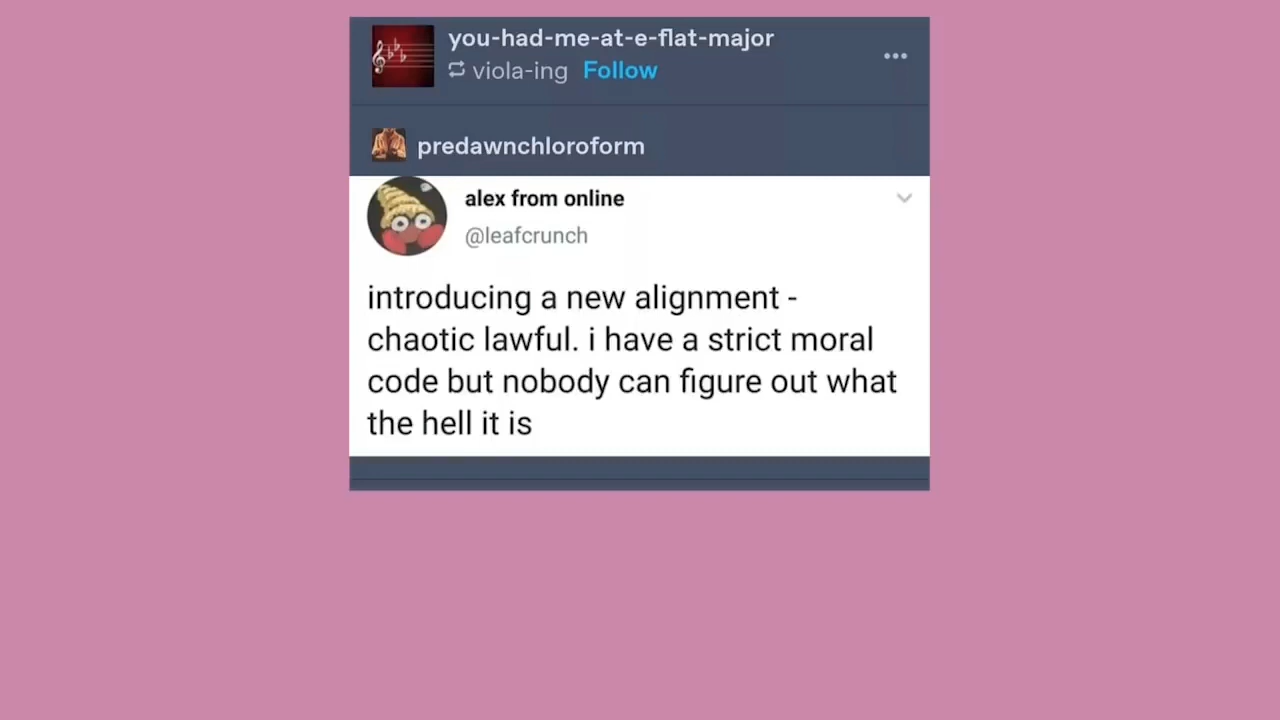 you-had-me-at-e-flat-major
viola-ing Follow
predawnchloroform
alex from online
@leafcrunch
introducing a new alignment -
chaotic lawful. i have a strict moral
code but nobody can figure out what
the hell it is